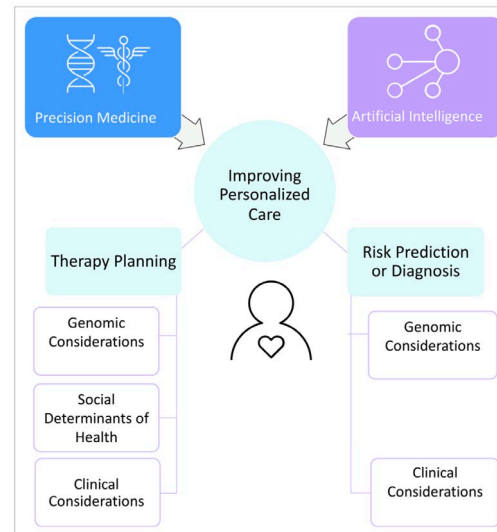 Precision Medicine
Artificial Intelligence
Improving
Personalized
Care
Therapy Planning
Risk Prediction
or Diagnosis
Genomic
Considerations
Social
Determinants of
Health
Clinical
Considerations
Genomic
Considerations
Clinical
Considerations